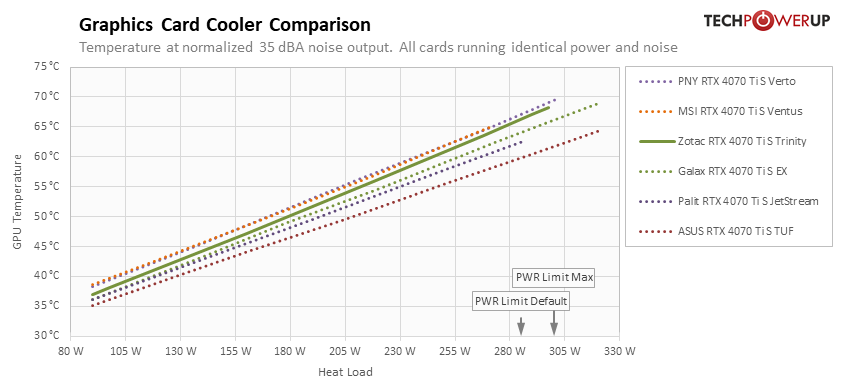 Graphics Card Cooler Comparison
TECHPOWERUP
Temperature at normalized 35 dBA noise output. All cards running identical power and noise
75°C
70°C
65°C
60°C
55°C
50°C
45°C
40°C
35°C
30°C
GPU Temperature
PWR Limit Max
PWR Limit Default
80 W
105 W
130 W
155 W
180 W
205 W
230 W
255 W
280 W
305 W
330 W
Heat Load
PNY RTX 4070 Ti S Verto
MSI RTX 4070 Ti S Ventus
Zotac RTX 4070 Ti S Trinity
Galax RTX 4070 Ti S EX
Palit RTX 4070 Ti S JetStream
ASUS RTX 4070 Ti S TUF